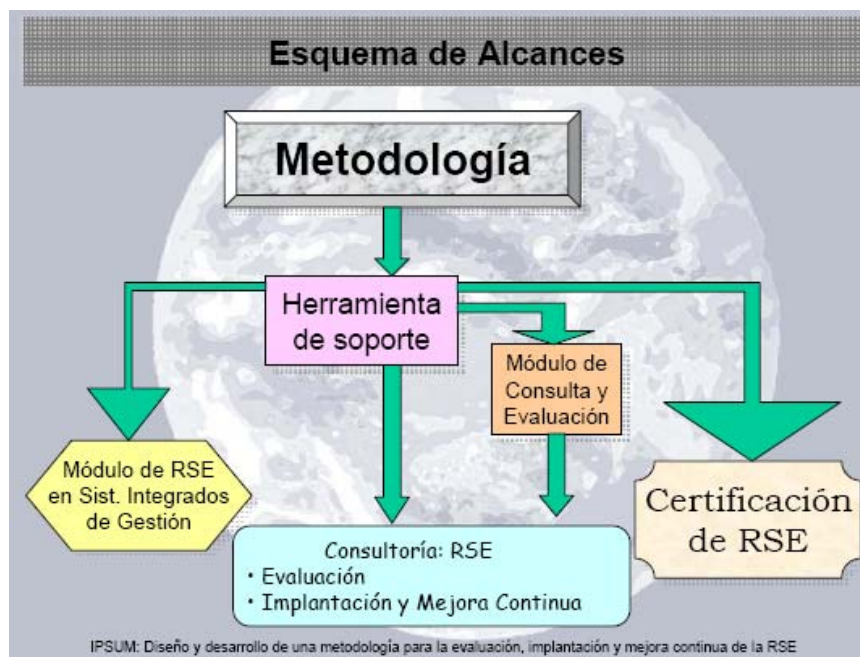 Esquema de Alcances
Metodología
Herramienta
de soporte
Módulo de
Consulta y
Evaluación
Módulo de RSE
en Sist. Integrados
de Gestión
Certificación
de RSE
Consultoría: RSE
• Evaluación
• Implantación y Mejora Continua
IPSUM: Diseño y desarrollo de una metodología para la evaluación, implantación y mejora continua de la RSE